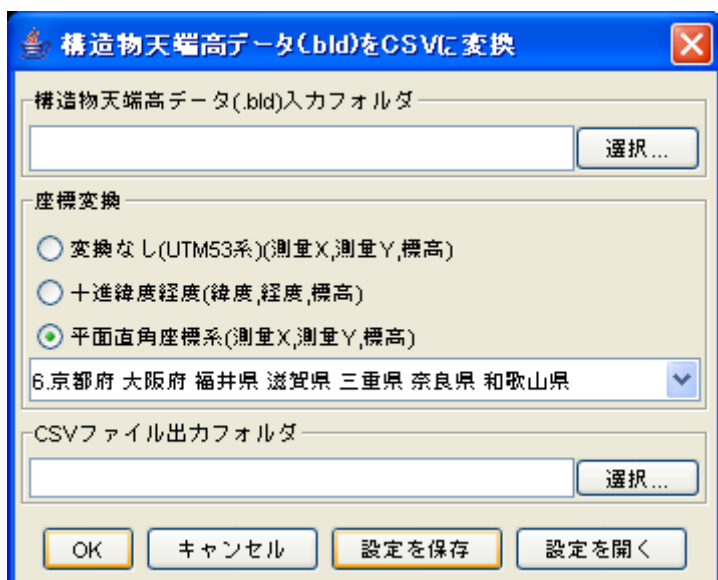 構造物天端高データ(.bld)をCSVに変換
構造物天端高データ(.bld)入力フォルダ
選択...
座標変換
変換なし(UTM53系)(測量X,測量Y,標高)
十進緯度経度(緯度,経度,標高)
平面直角座標系(測量X,測量Y,標高)
6.京都府 大阪府 福井県 滋賀県 三重県 奈良県 和歌山県
CSVファイル出力フォルダ
選択...
OK キャンセル 設定を保存 設定を開く